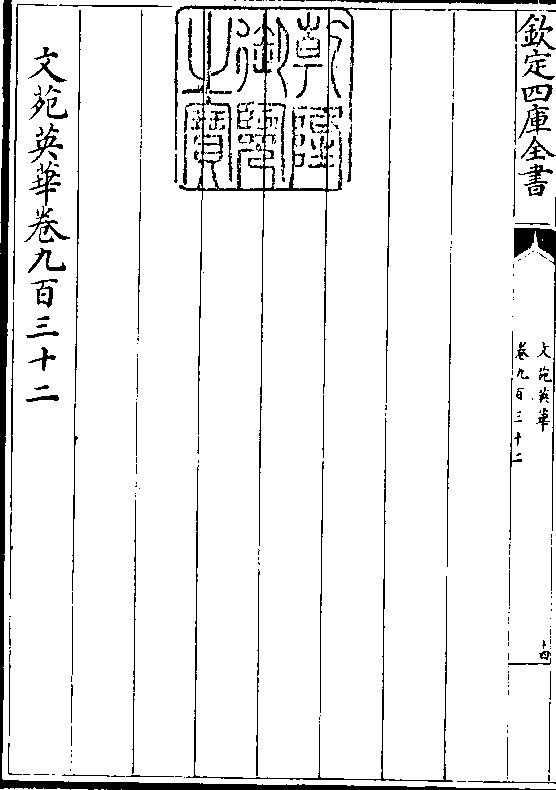 欽定四庫全書
文苑英華
卷九百三十二
十四
乾隆御覽之寶
文苑英華卷九百三十二